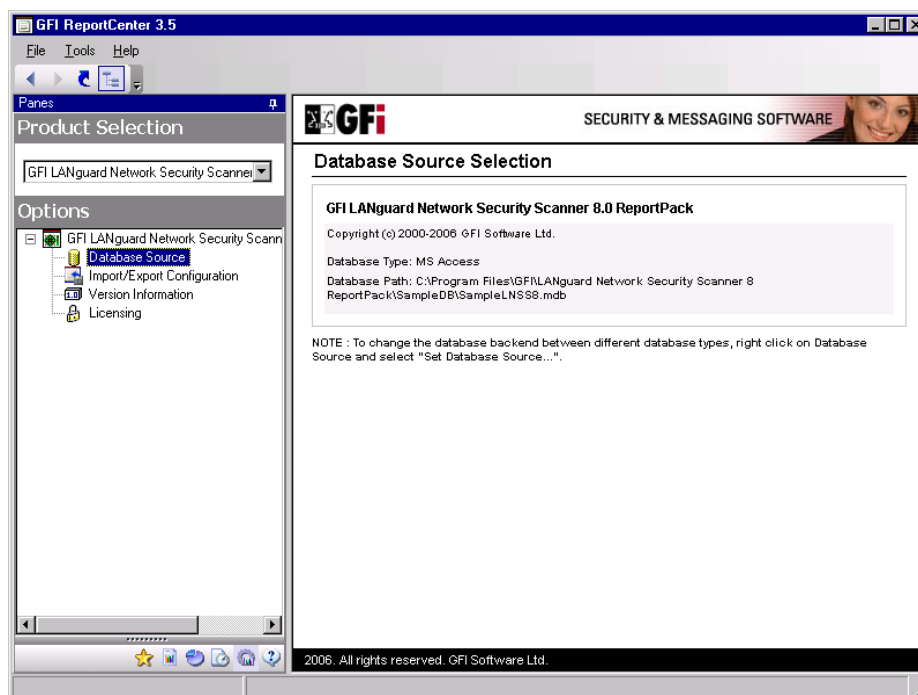 GFI ReportCenter 3.5
File Tools Help
Panes
Product Selection
GFI LANguard Network Security Scanner
Options
GFI LANguard Network Security Scann
Database Source
Import/Export Configuration
1.0 Version Information
Licensing
GFi
SECURITY & MESSAGING SOFTWARE
Database Source Selection
GFI LANguard Network Security Scanner 8.0 ReportPack
Copyright (c) 2000-2006 GFI Software Ltd.
Database Type: MS Access
Database Path: C:\Program Files\GFI\LANguard Network Security Scanner 8
ReportPack\SampleDB\SampleLNSS8.mdb
NOTE : To change the database backend between different database types, right click on Database
Source and select "Set Database Source...".
2006. All rights reserved. GFI Software Ltd.